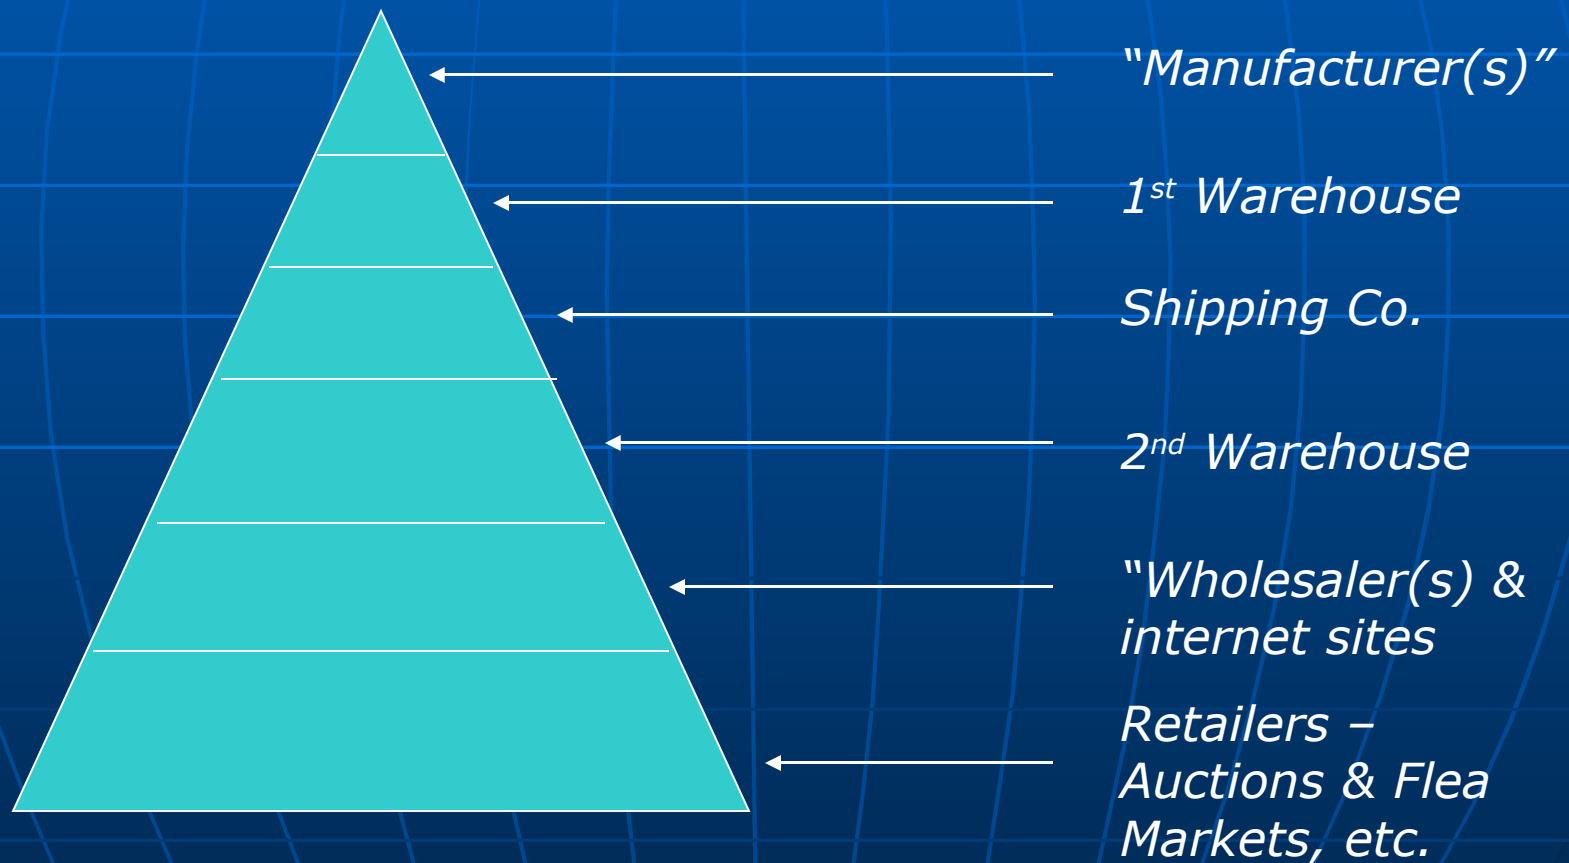 “Manufacturer(s)”
1st Warehouse
Shipping Co.
2nd Warehouse
“Wholesaler(s) &
internet sites
Retailers –
Auctions & Flea
Markets, etc.